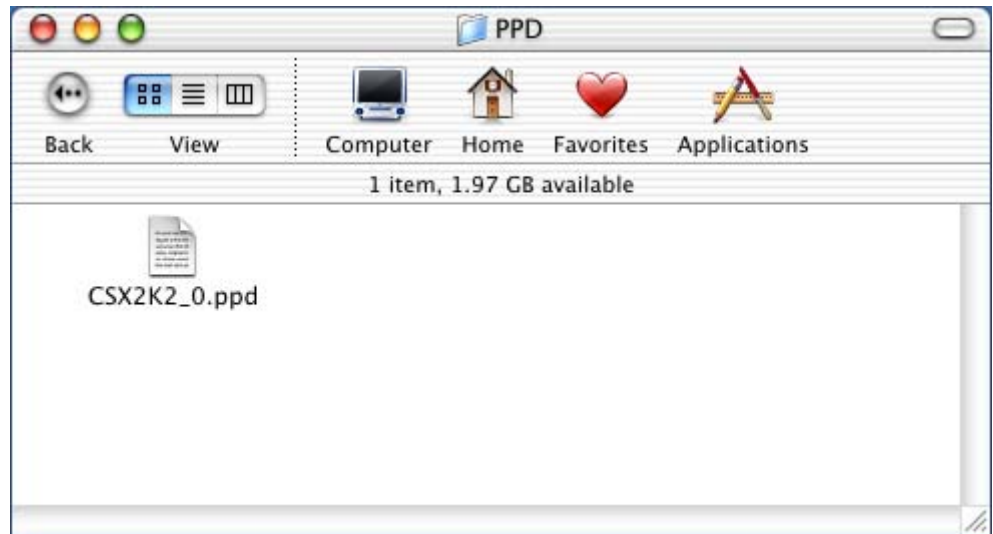 PPD
Back View Computer Home Favorites Applications
1 item, 1.97 GB available
CSX2K2_0.ppd